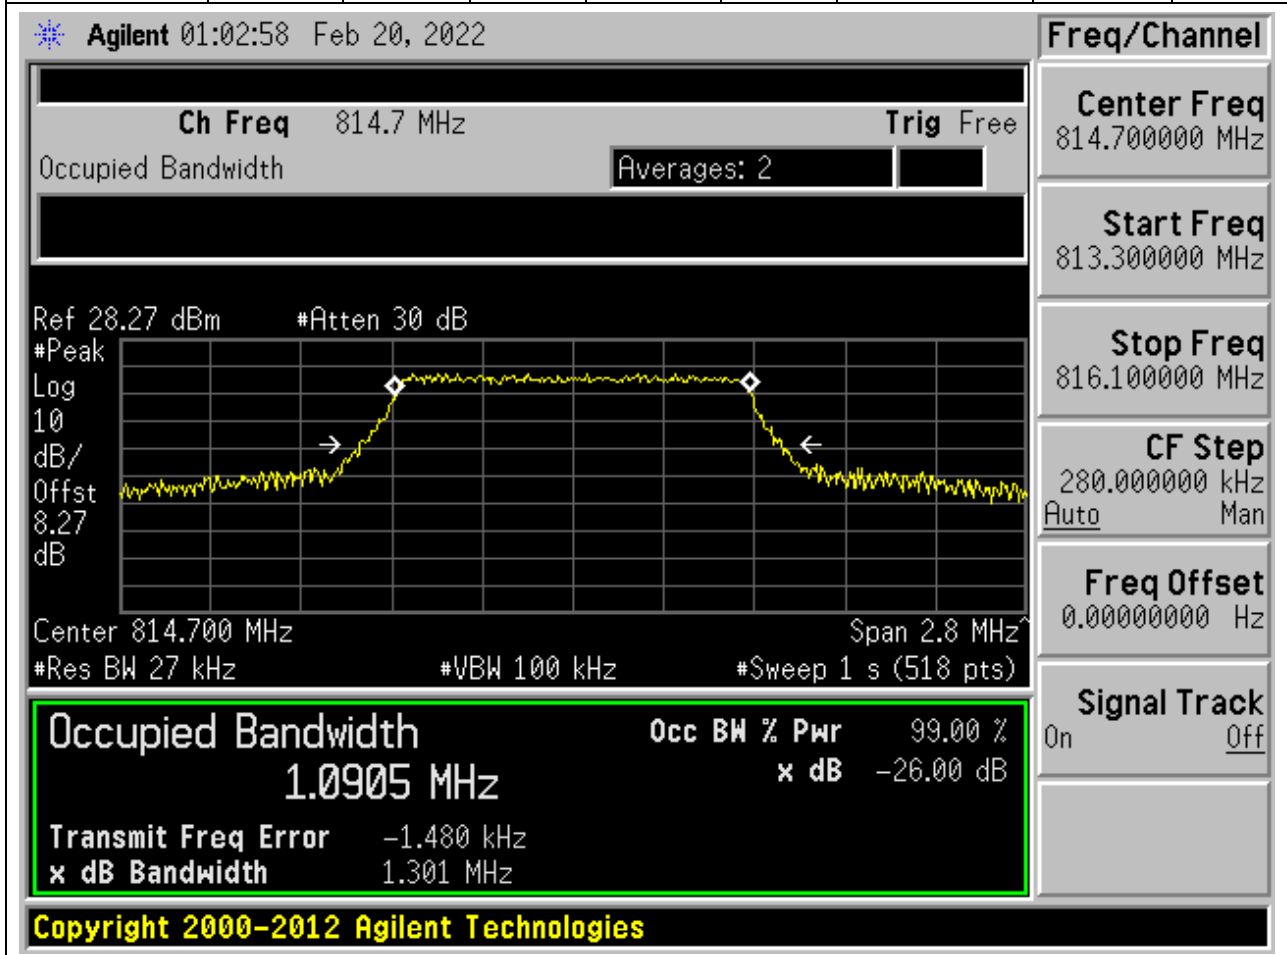 Agilent 01:02:58 Feb 20, 2022
Freq/Channel
Ch Freq 814.7 MHz Trig Free
Occupied Bandwidth Averages: 2
Center Freq
814.700000 MHz
Start Freq
813.300000 MHz
Stop Freq
816.100000 MHz
CF Step
280.000000 kHz
Auto Man
Freq Offset
0.00000000 Hz
Signal Track
On Off
Ref 28.27 dBm #Atten 30 dB
#Peak
Log
10
dB/
Offst
8.27
dB
Center 814.700 MHz Span 2.8 MHz^
#Res BW 27 kHz #VBW 100 kHz #Sweep 1 s (518 pts)
Occupied Bandwidth Occ BW % Pwr 99.00 %
1.0905 MHz x dB -26.00 dB
Transmit Freq Error -1.480 kHz
x dB Bandwidth 1.301 MHz
Copyright 2000-2012 Agilent Technologies